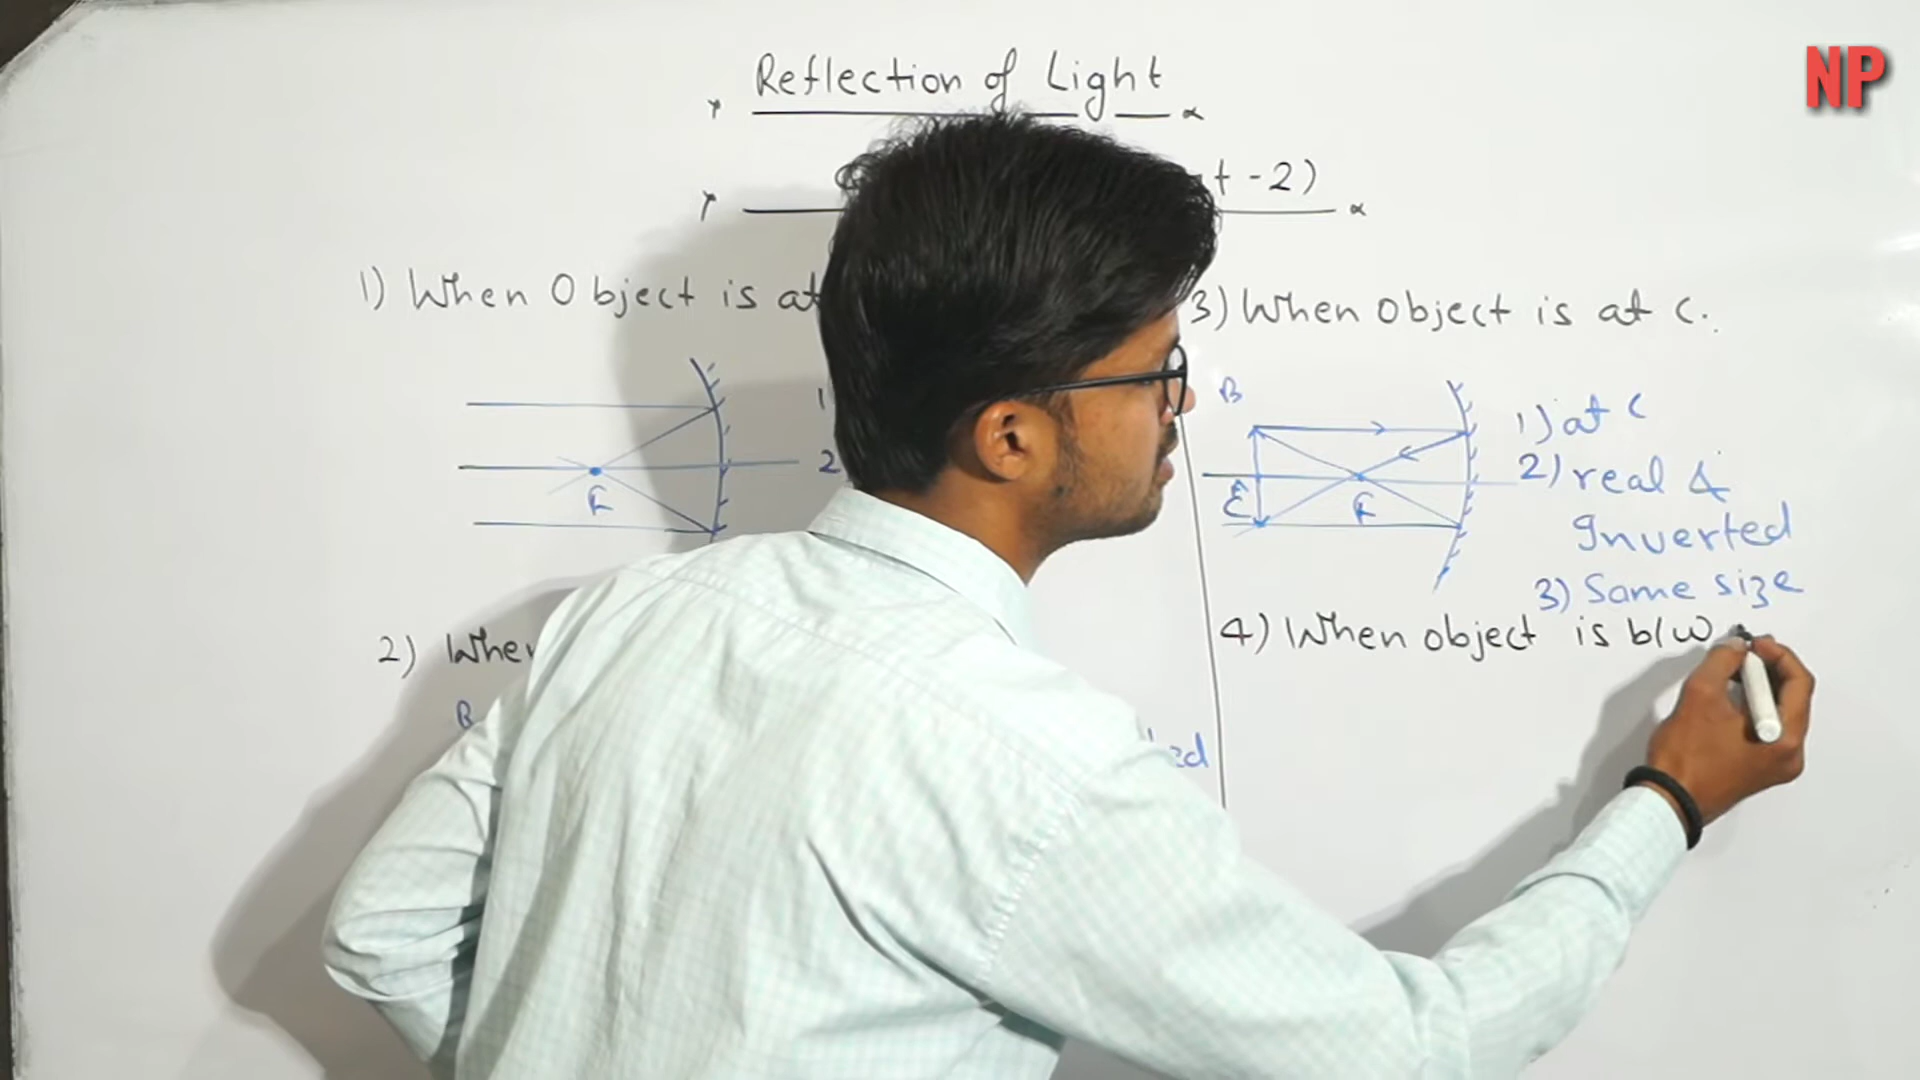 NP
Reflection of Light
t - 2)
1) When Object is at
F
2) When
B
ed
3) When Object is at C.
B
1) at C
2) real &
C
F
Inverted
3) Same size
4) When object is b/w